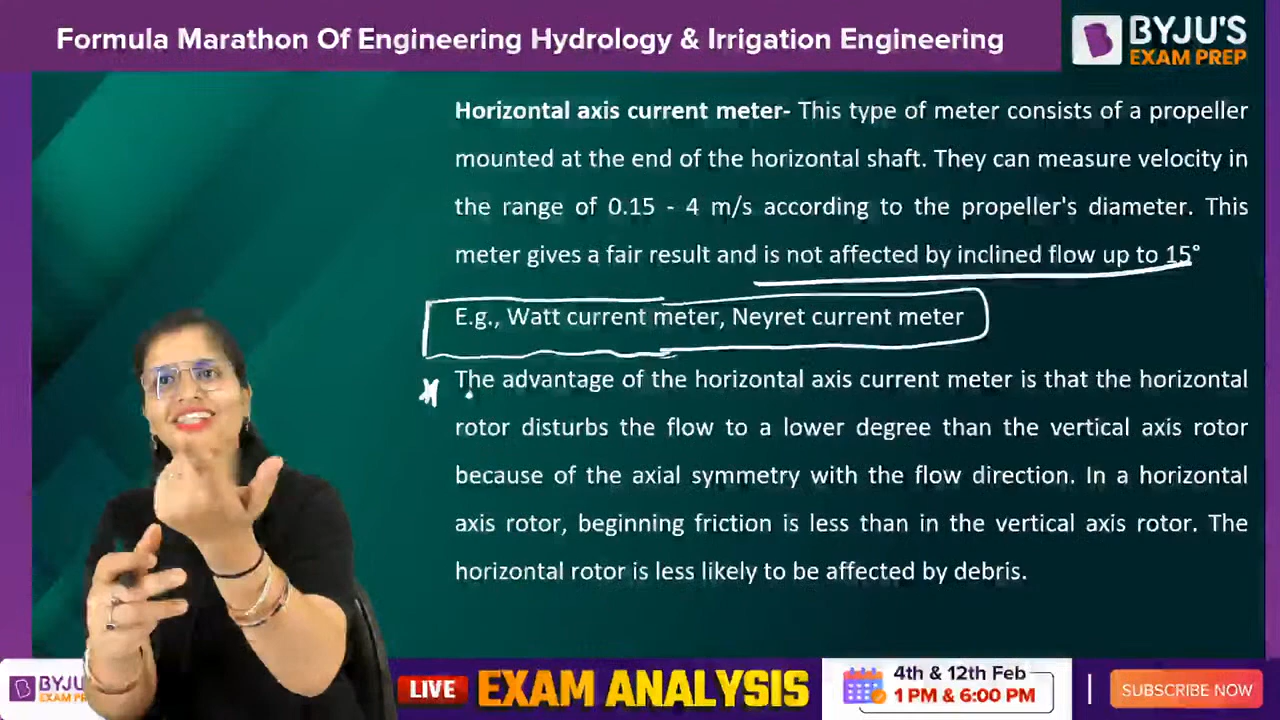 Formula Marathon Of Engineering Hydrology & Irrigation Engineering
BYJU'S
EXAM PREP
Horizontal axis current meter- This type of meter consists of a propeller
mounted at the end of the horizontal shaft. They can measure velocity in
the range of 0.15 - 4 m/s according to the propeller's diameter. This
meter gives a fair result and is not affected by inclined flow up to 15°
E.g., Watt current meter, Neyret current meter
The advantage of the horizontal axis current meter is that the horizontal
rotor disturbs the flow to a lower degree than the vertical axis rotor
because of the axial symmetry with the flow direction. In a horizontal
axis rotor, beginning friction is less than in the vertical axis rotor. The
horizontal rotor is less likely to be affected by debris.
BYJU
EXAM PRE
LIVE EXAM ANALYSIS
4th & 12th Feb
1 PM & 6:00 PM
SUBSCRIBE NOW